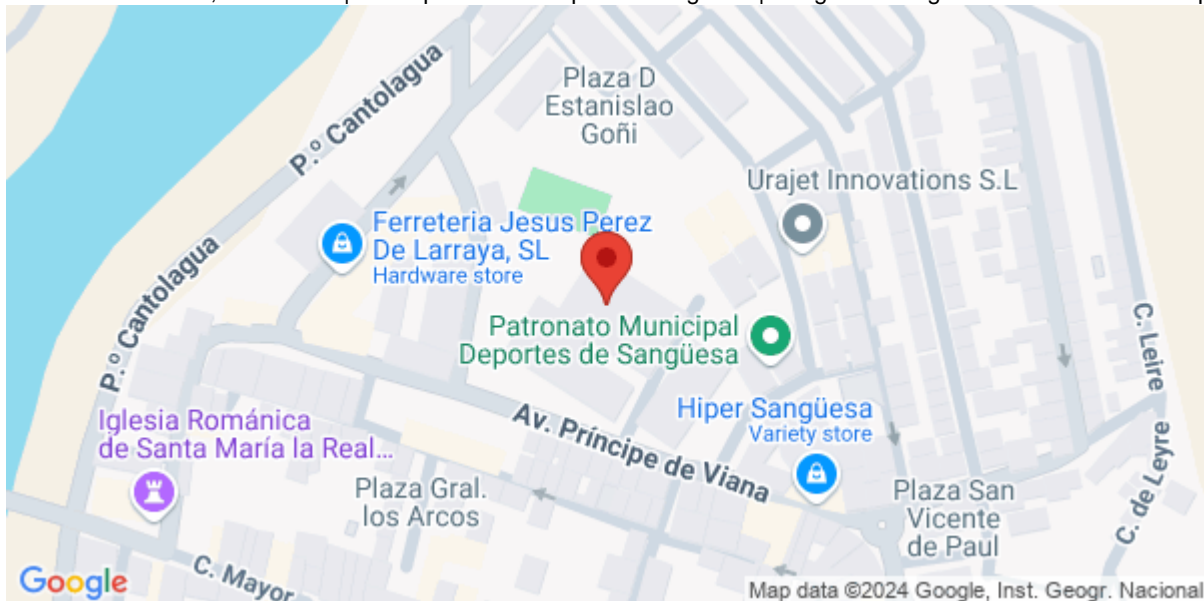 P.º Cantolagua
Plaza D
Estanislao
Goñi
Urajet Innovations S.L
Ferreteria Jesus Perez
De Larraya, SL
Hardware store
P.º Cantolagua
Patronato Municipal
Deportes de Sangüesa
C. Leire
Iglesia Románica
de Santa María la Real...
Av. Príncipe de Viana
Hiper Sangüesa
Variety store
Plaza Gral.
los Arcos
Plaza San
Vicente
de Paul
C. de Leyre
C. Mayor
Google
Map data ©2024 Google, Inst. Geogr. Nacional